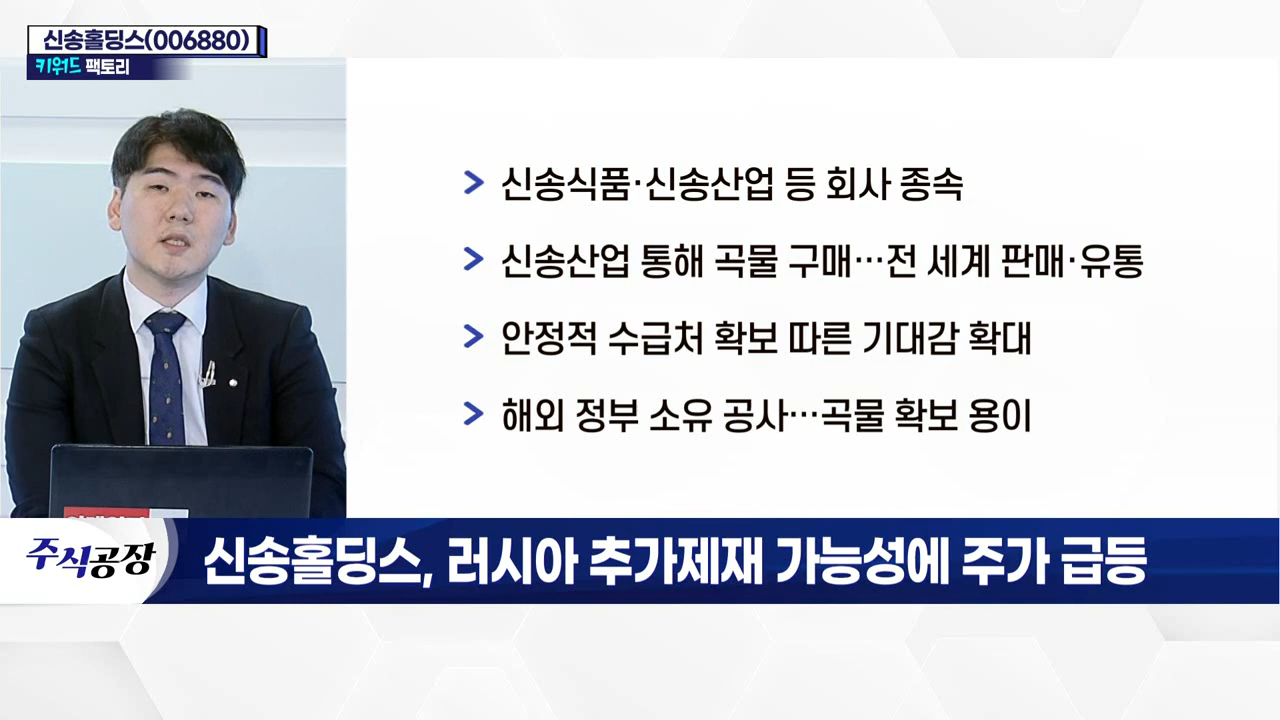 신송홀딩스(006880)
키워드 팩토리
> 신송식품·신송산업 등 회사 종속
> 신송산업 통해 곡물 구매…전 세계 판매·유통
> 안정적 수급처 확보 따른 기대감 확대
> 해외 정부 소유 공사…곡물 확보 용이
주식공장
신송홀딩스, 러시아 추가제재 가능성에 주가 급등